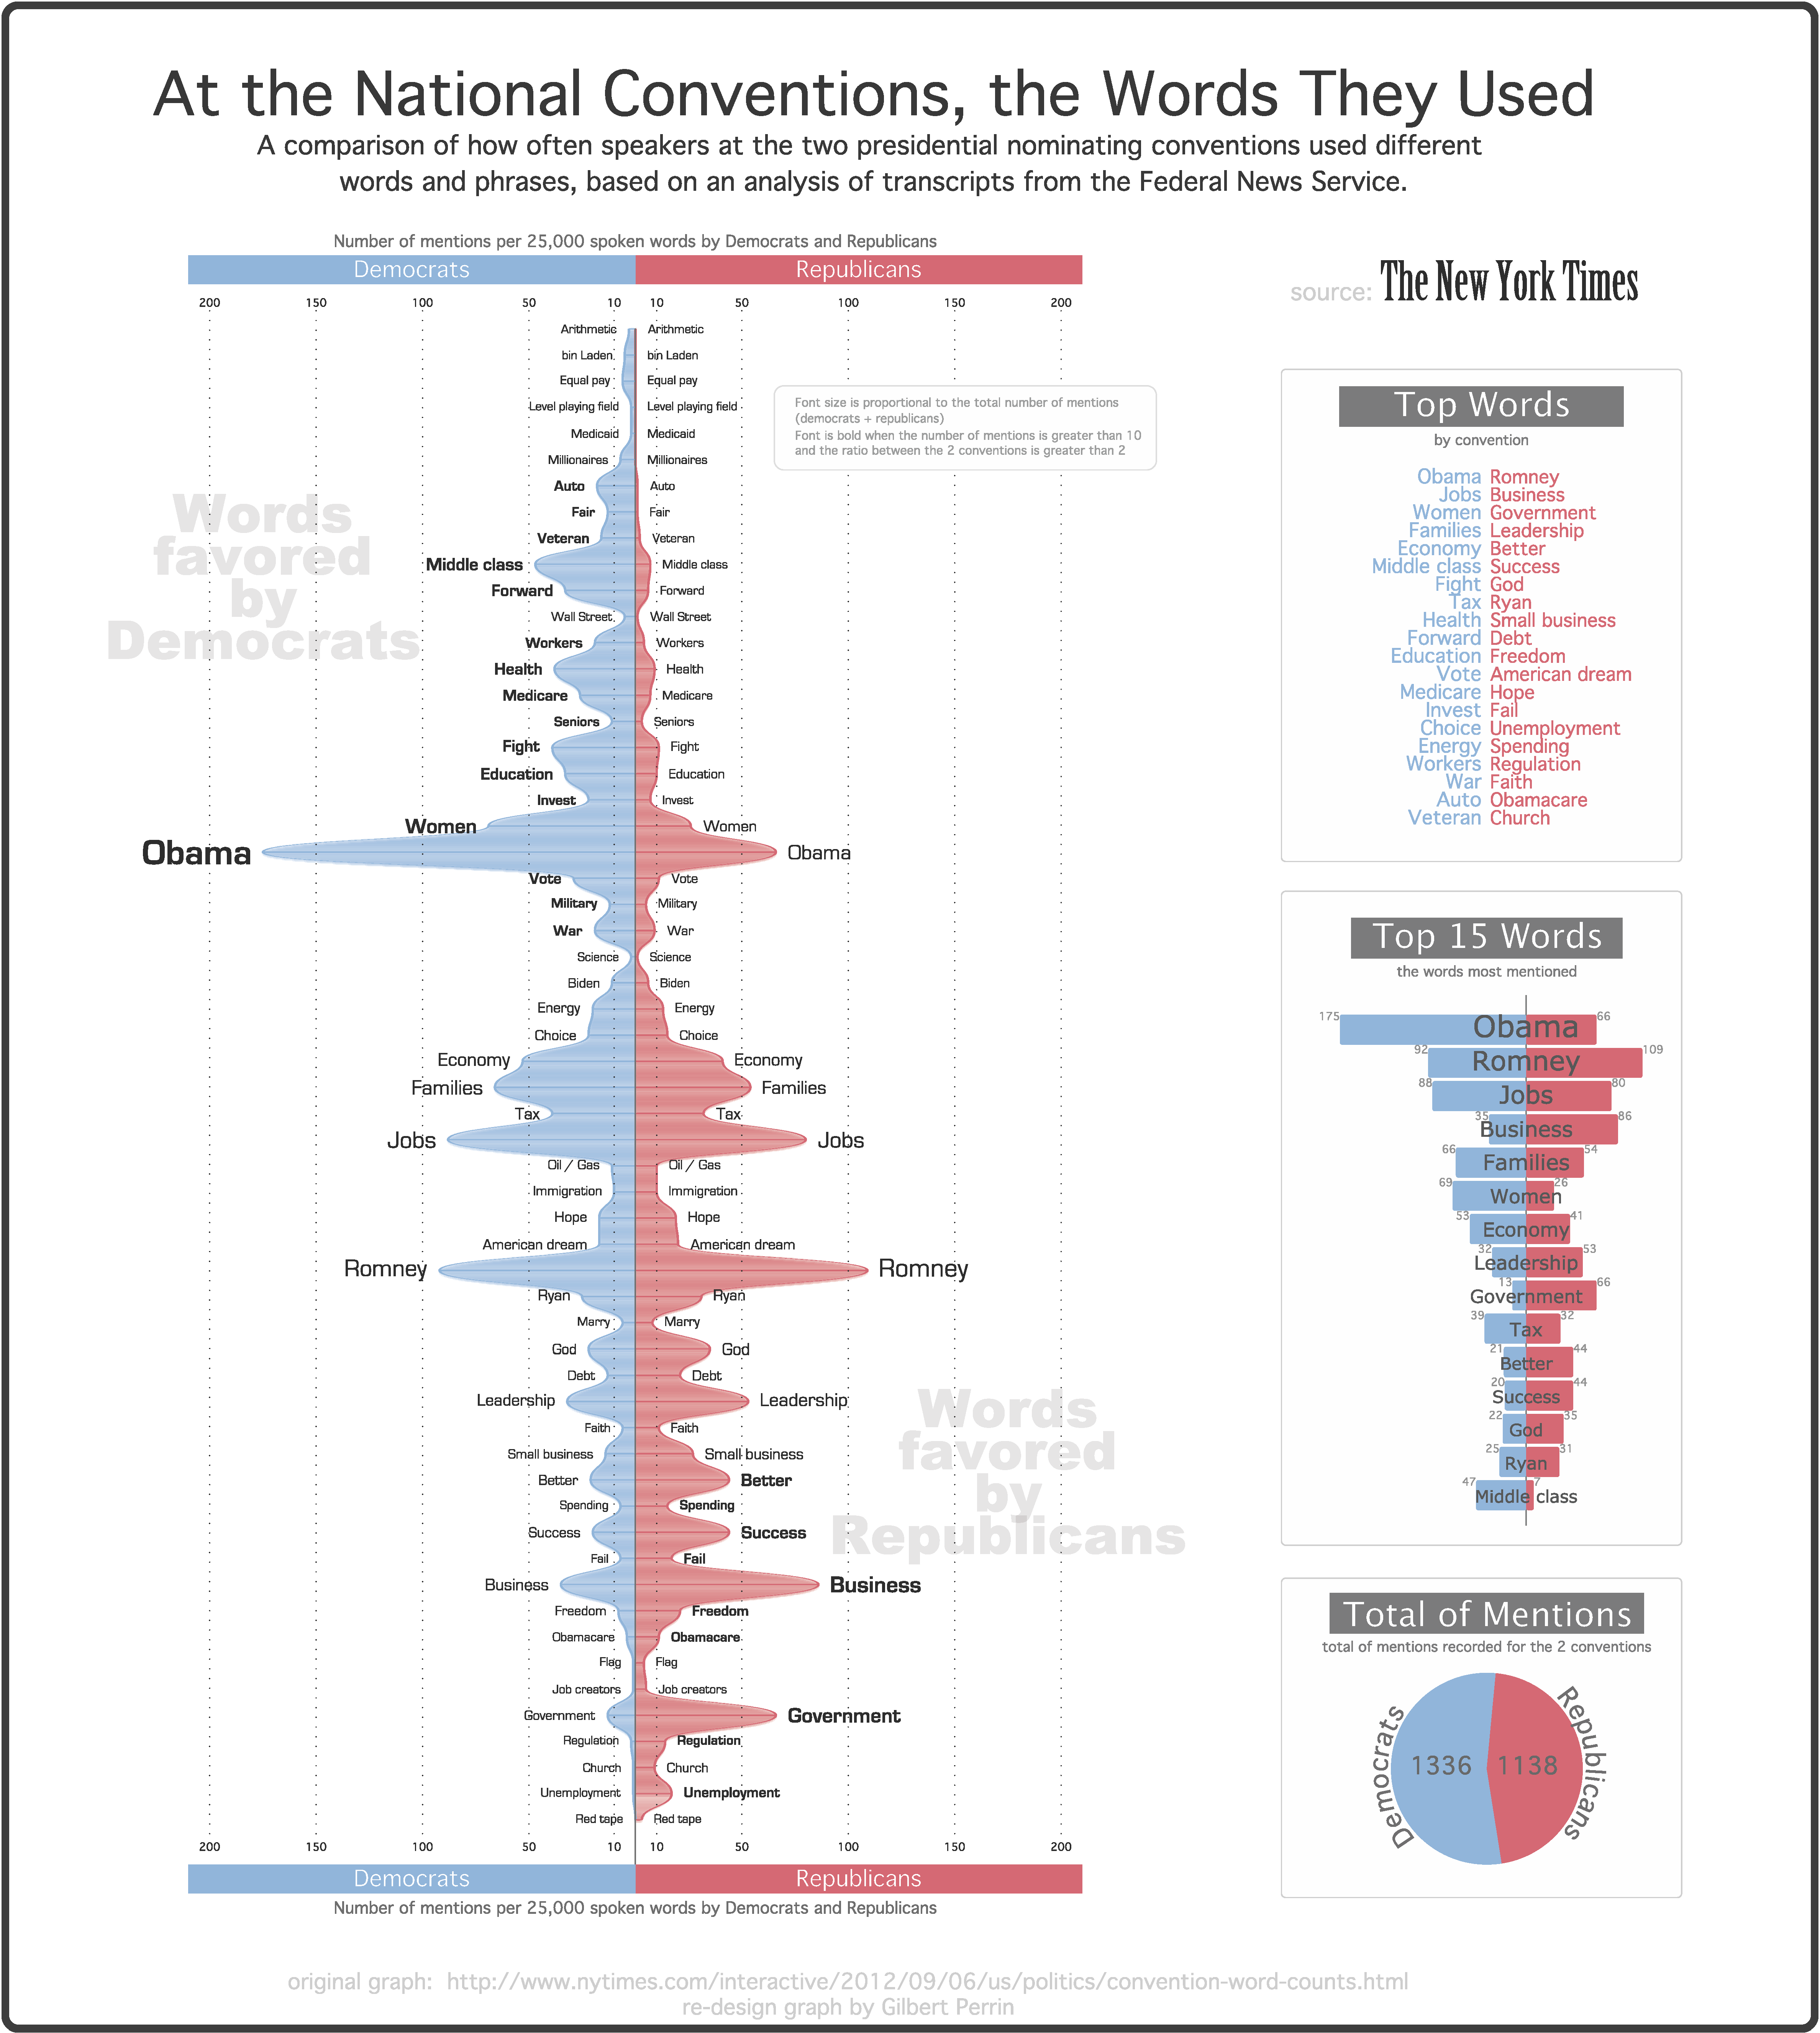 At the National Conventions, the Words They Used
A comparison of how often speakers at the two presidential nominating conventions used different
words and phrases, based on an analysis of transcripts from the Federal News Service.
Number of mentions per 25,000 spoken words by Democrats and Republicans
Democrats Republicans
200 150 100 50 10 10 50 100 150 200
Arithmetic Arithmetic
bin Laden bin Laden
Equal pay Equal pay
Level playing field Level playing field
Medicaid Medicaid
Millionaires Millionaires
Auto Auto
Fair Fair
Veteran Veteran
Middle class Middle class
Forward Forward
Wall Street Wall Street
Workers Workers
Health Health
Medicare Medicare
Seniors Seniors
Fight Fight
Education Education
Invest Invest
Women Women
Obama Obama
Vote Vote
Military Military
War War
Science Science
Biden Biden
Energy Energy
Choice Choice
Economy Economy
Families Families
Tax Tax
Jobs Jobs
Oil / Gas Oil / Gas
Immigration Immigration
Hope Hope
American dream American dream
Romney Romney
Ryan Ryan
Marry Marry
God God
Debt Debt
Leadership Leadership
Faith Faith
Small business Small business
Better Better
Spending Spending
Success Success
Fail Fail
Business Business
Freedom Freedom
Obamacare Obamacare
Flag Flag
Job creators Job creators
Government Government
Regulation Regulation
Church Church
Unemployment Unemployment
Red tape Red tape
200 150 100 50 10 10 50 100 150 200
Democrats Republicans
Number of mentions per 25,000 spoken words by Democrats and Republicans
Words
favored
by
Democrats
Font size is proportional to the total number of mentions
(democrats + republicans)
Font is bold when the number of mentions is greater than 10
and the ratio between the 2 conventions is greater than 2
Words
favored
by
Republicans
source: The New York Times
Top Words
by convention
Obama Romney
Jobs Business
Women Government
Families Leadership
Economy Better
Middle class Success
Fight God
Tax Ryan
Health Small business
Forward Debt
Education Freedom
Vote American dream
Medicare Hope
Invest Fail
Choice Unemployment
Energy Spending
Workers Regulation
War Faith
Auto Obamacare
Veteran Church
Top 15 Words
the words most mentioned
175 Obama 66
92 Romney 109
88 Jobs 80
35 Business 86
66 Families 54
69 Women 26
53 Economy 41
32 Leadership 53
13 Government 66
39 Tax 32
21 Better 44
20 Success 44
22 God 35
25 Ryan 31
47 Middle class 7
Total of Mentions
total of mentions recorded for the 2 conventions
Democrats 1336 1138 Republicans
original graph: http://www.nytimes.com/interactive/2012/09/06/us/politics/convention-word-counts.html
re-design graph by Gilbert Perrin